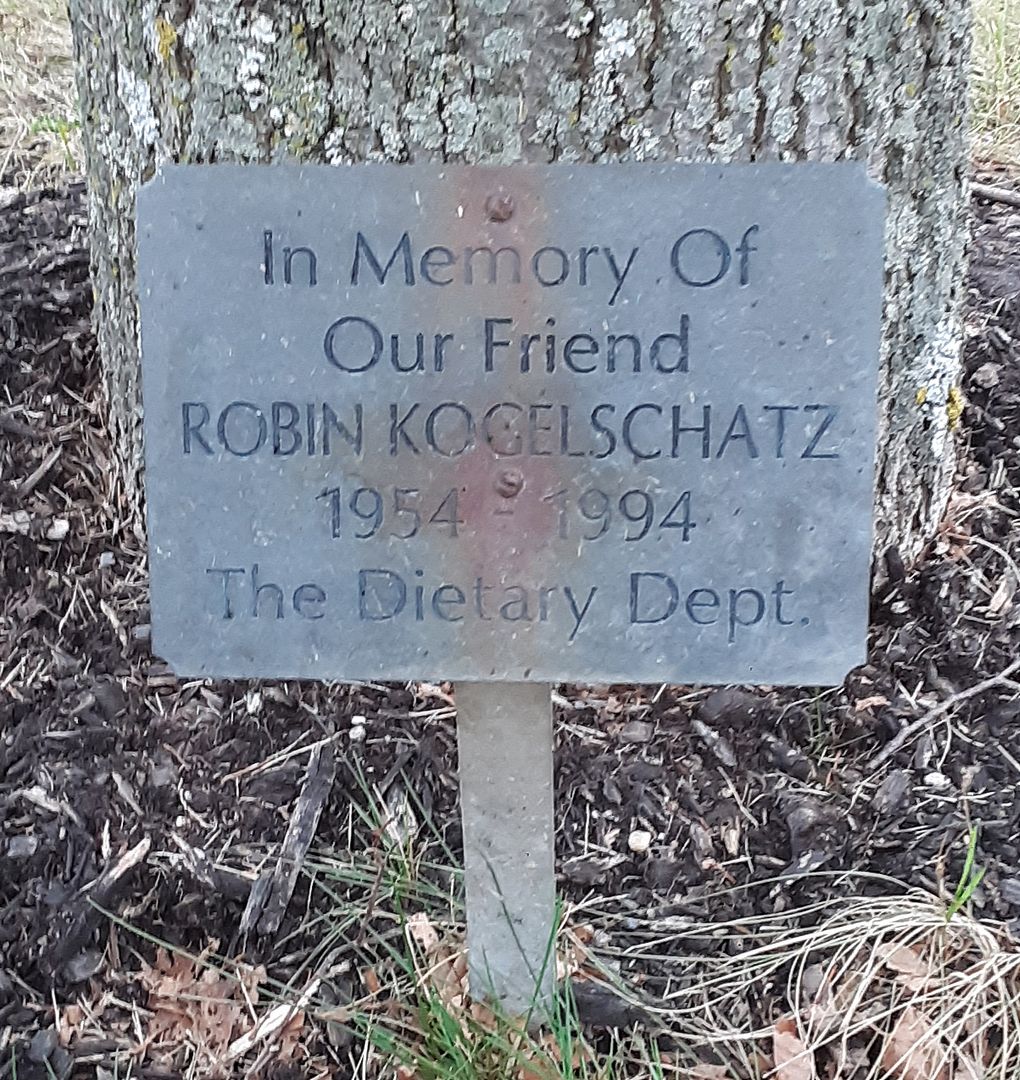 In Memory Of
Our Friend
ROBIN KOGELSCHATZ
1954 - 1994
The Dietary Dept.